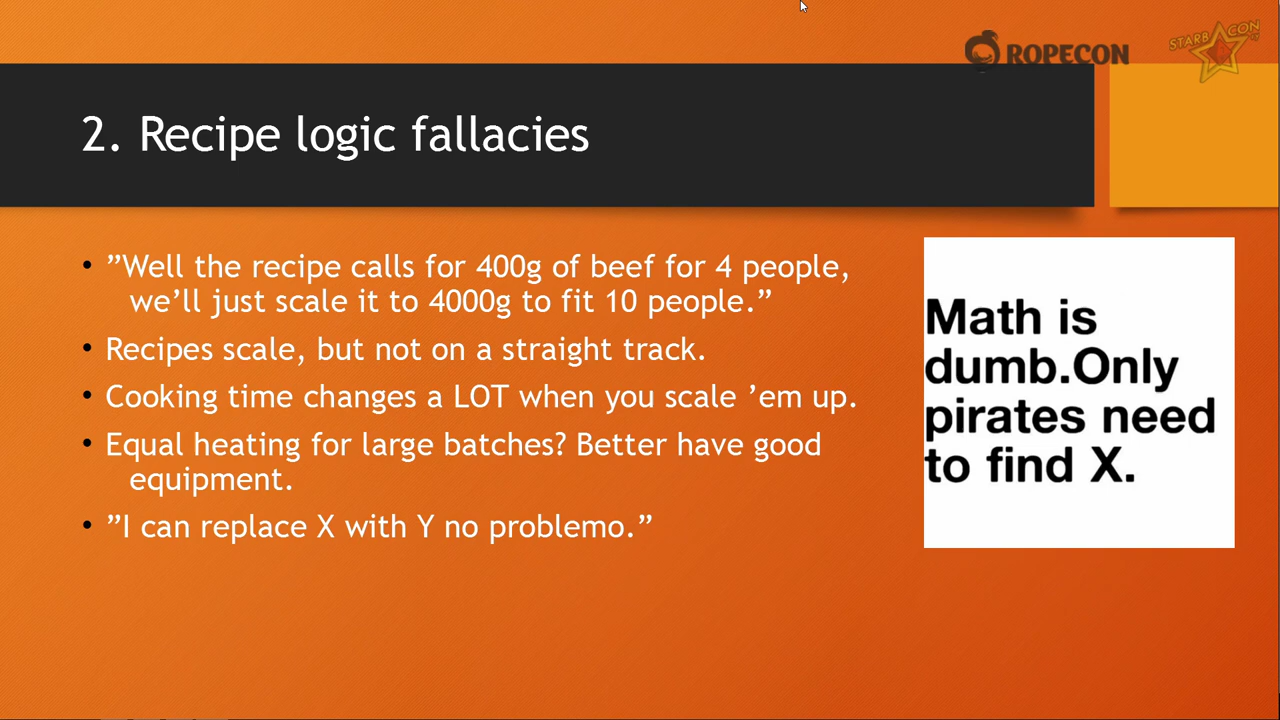 ROPECON
STARBACON
2. Recipe logic fallacies
• ”Well the recipe calls for 400g of beef for 4 people,
we’ll just scale it to 4000g to fit 10 people.”
• Recipes scale, but not on a straight track.
• Cooking time changes a LOT when you scale ’em up.
• Equal heating for large batches? Better have good
equipment.
• ”I can replace X with Y no problemo.”
Math is
dumb.Only
pirates need
to find X.